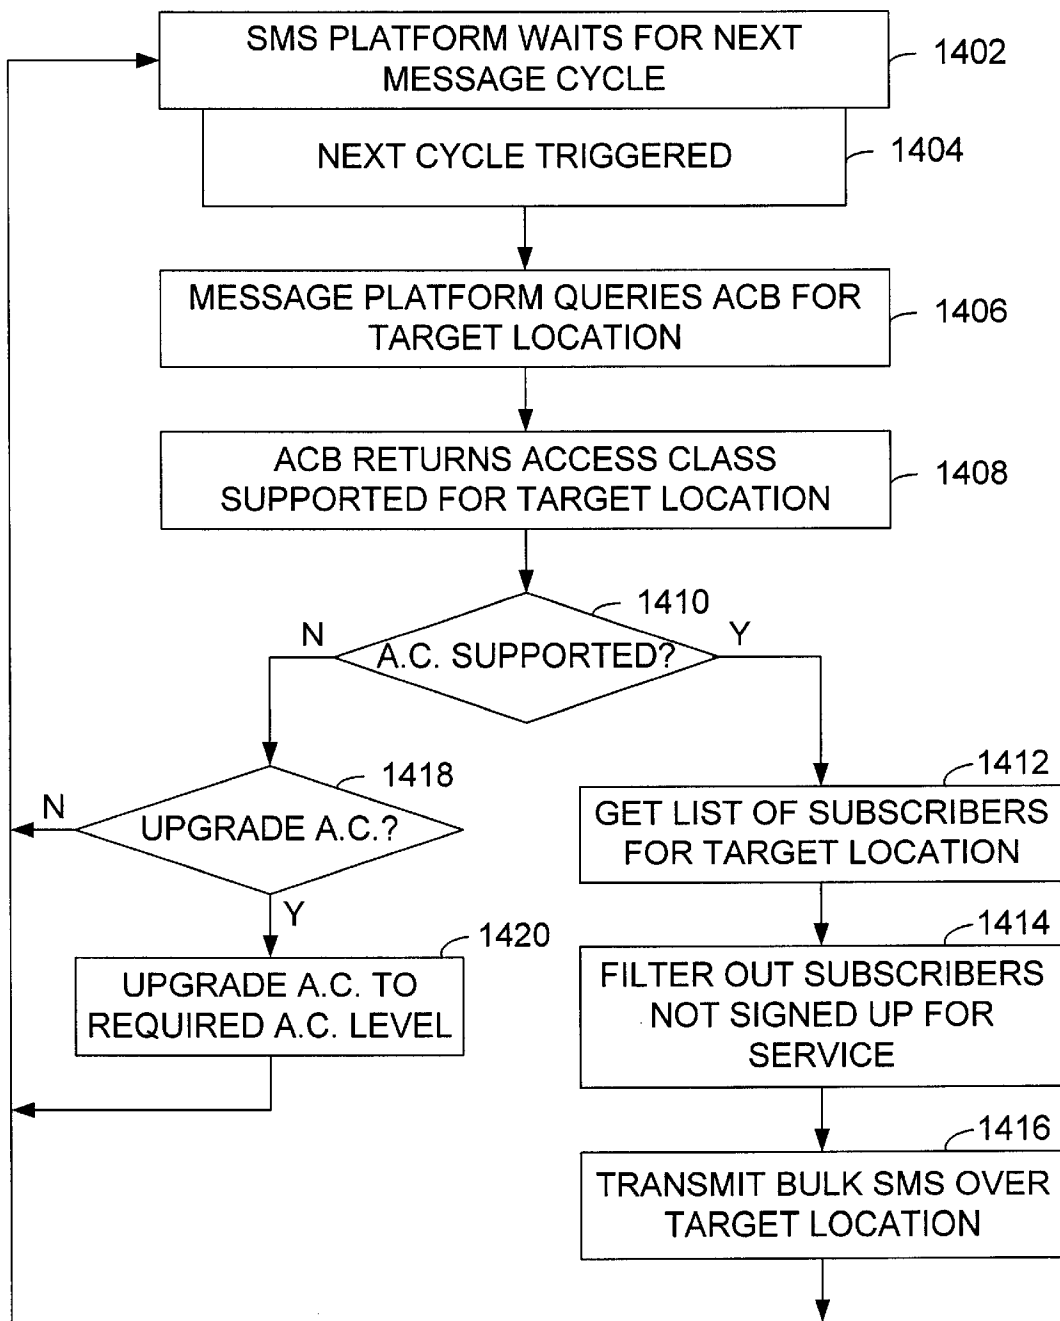 SMS PLATFORM WAITS FOR NEXT
MESSAGE CYCLE
1402
NEXT CYCLE TRIGGERED
1404
MESSAGE PLATFORM QUERIES ACB FOR
TARGET LOCATION
1406
ACB RETURNS ACCESS CLASS
SUPPORTED FOR TARGET LOCATION
1408
1410
N
A.C. SUPPORTED?
Y
1418
N
UPGRADE A.C.?
Y
1412
GET LIST OF SUBSCRIBERS
FOR TARGET LOCATION
1420
UPGRADE A.C. TO
REQUIRED A.C. LEVEL
1414
FILTER OUT SUBSCRIBERS
NOT SIGNED UP FOR
SERVICE
1416
TRANSMIT BULK SMS OVER
TARGET LOCATION